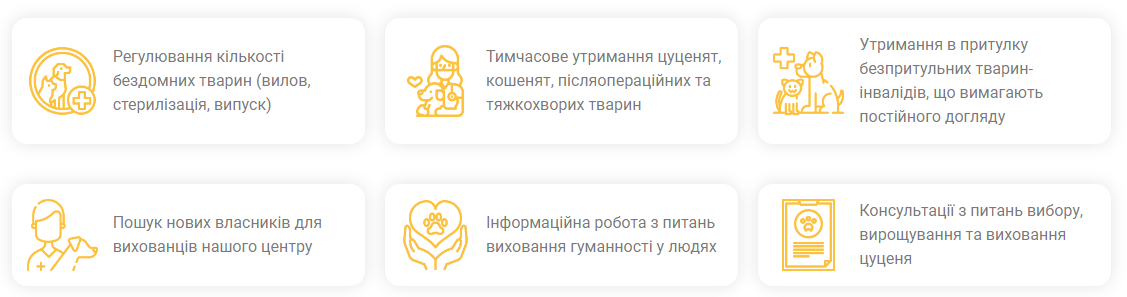 Регулювання кількості
бездомних тварин (вилов,
стерилізація, випуск)
Тимчасове утримання цуценят,
кошенят, післяопераційних та
тяжкохворих тварин
Утримання в притулку
безпритульних тварин-
інвалідів, що вимагають
постійного догляду
Пошук нових власників для
вихованців нашого центру
Інформаційна робота з питань
виховання гуманності у людях
Консультації з питань вибору,
вирощування та виховання
цуценя